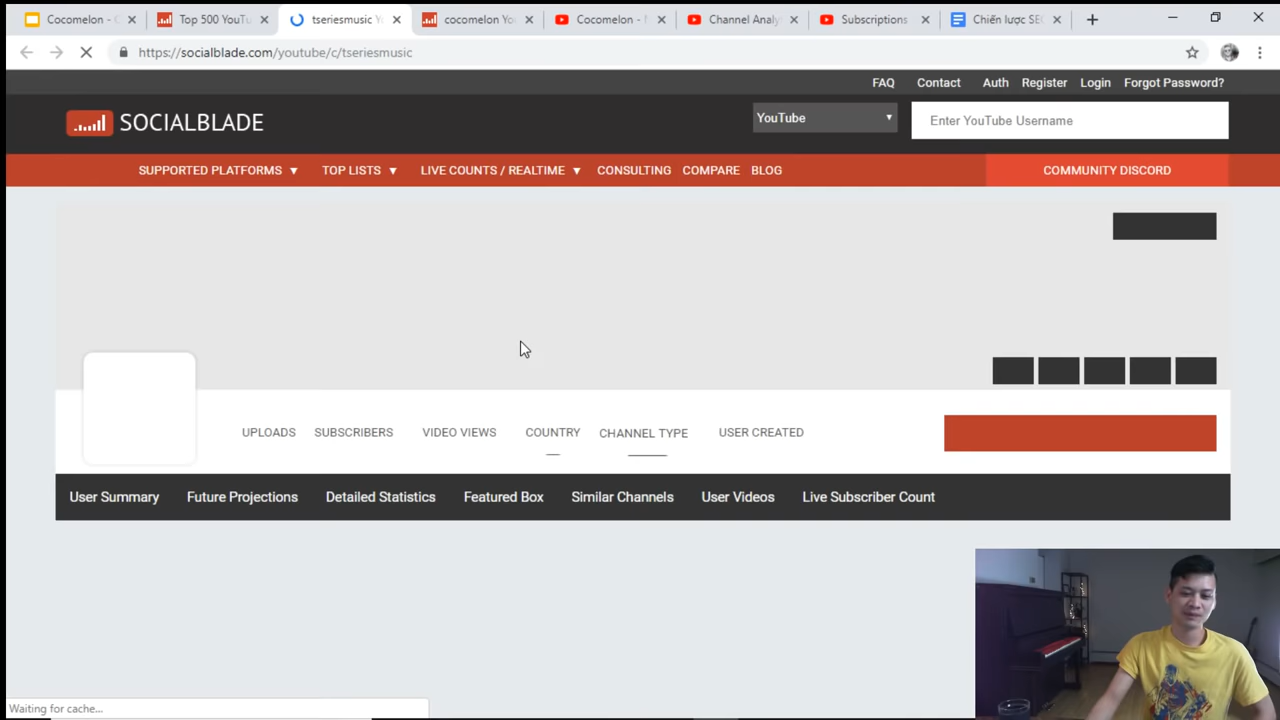 Cocomelon - C
Top 500 YouTu
tseriesmusic Y
cocomelon Yo
Cocomelon -
Channel Analy
Subscriptions
Chiến lược SE
https://socialblade.com/youtube/c/tseriesmusic
FAQ Contact Auth Register Login Forgot Password?
SOCIALBLADE
YouTube
Enter YouTube Username
SUPPORTED PLATFORMS TOP LISTS LIVE COUNTS / REALTIME CONSULTING COMPARE BLOG COMMUNITY DISCORD
UPLOADS SUBSCRIBERS VIDEO VIEWS COUNTRY CHANNEL TYPE USER CREATED
User Summary Future Projections Detailed Statistics Featured Box Similar Channels User Videos Live Subscriber Count
Waiting for cache...